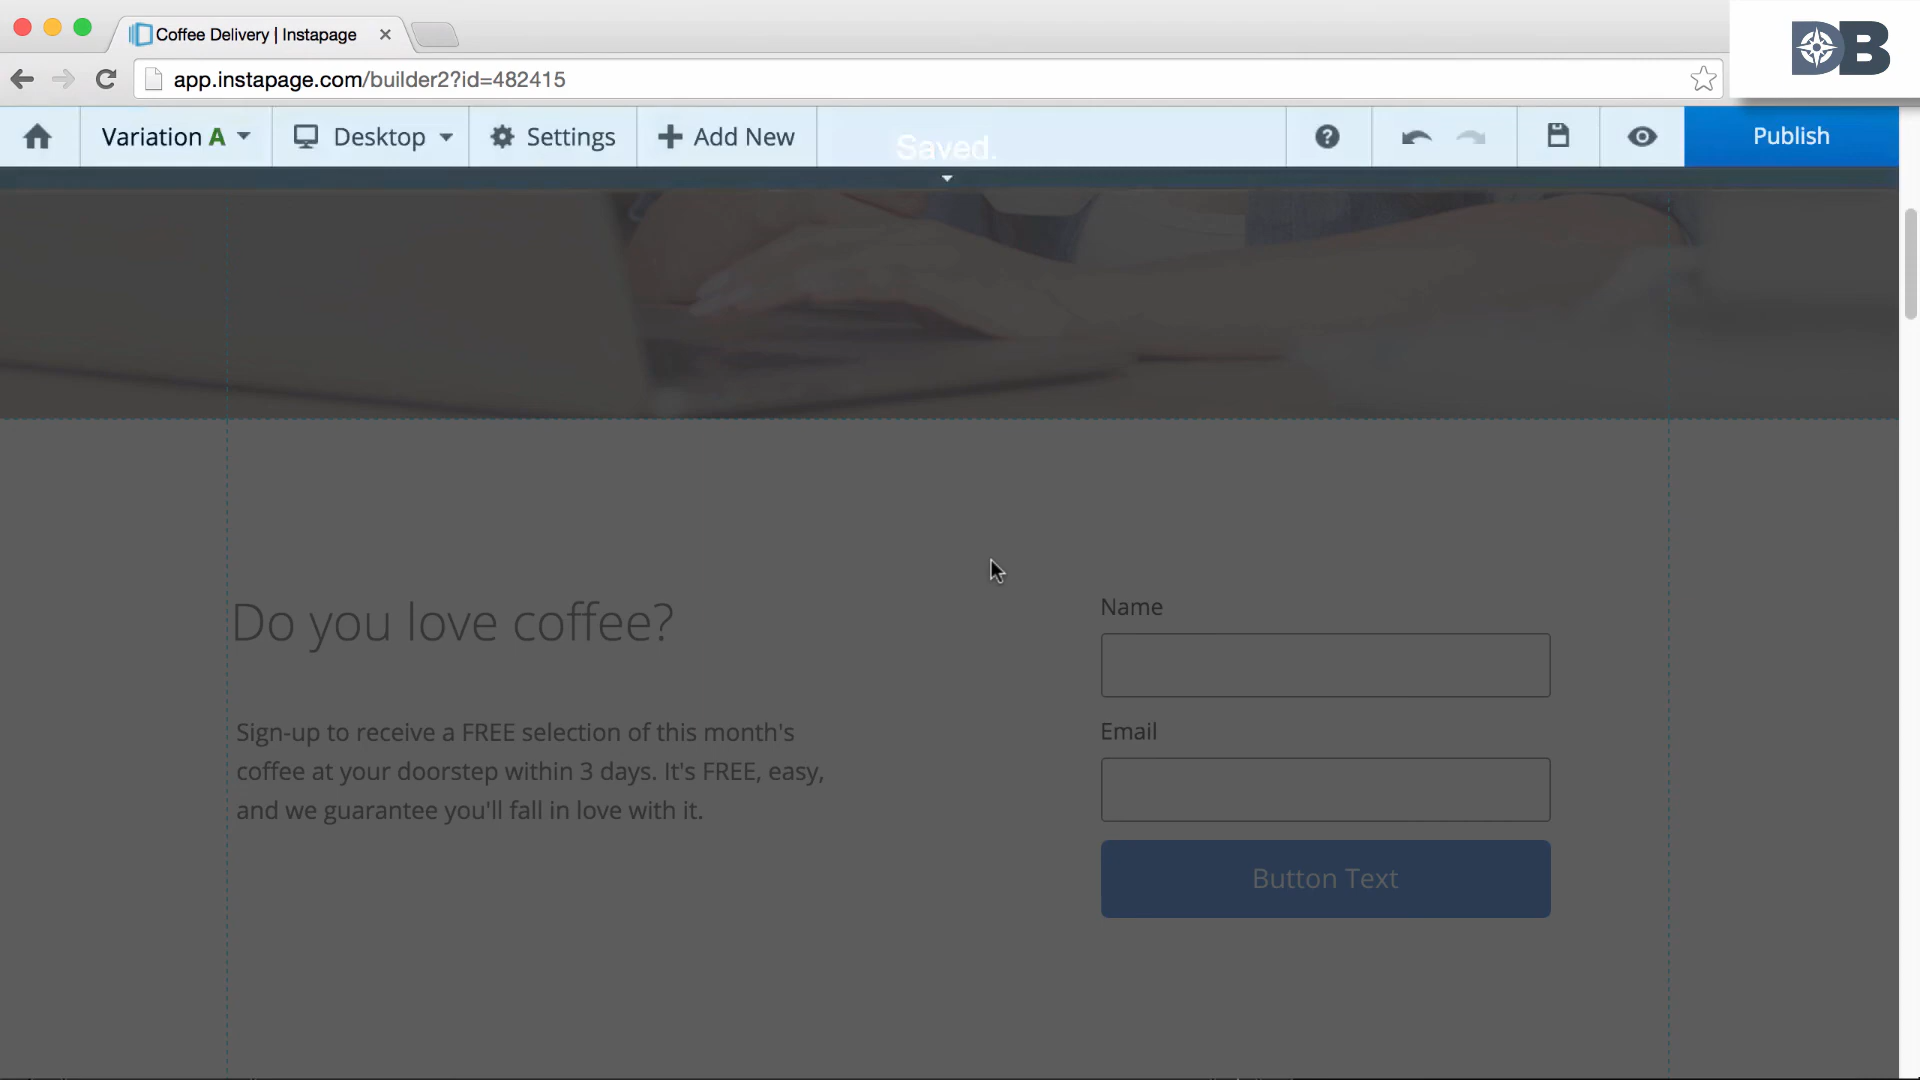 Coffee Delivery | Instapage
DB
app.instapage.com/builder2?id=482415
Variation A
Desktop
Settings
Add New
Saved.
Publish
Do you love coffee?
Sign-up to receive a FREE selection of this month's
coffee at your doorstep within 3 days. It's FREE, easy,
and we guarantee you'll fall in love with it.
Name
Email
Button Text